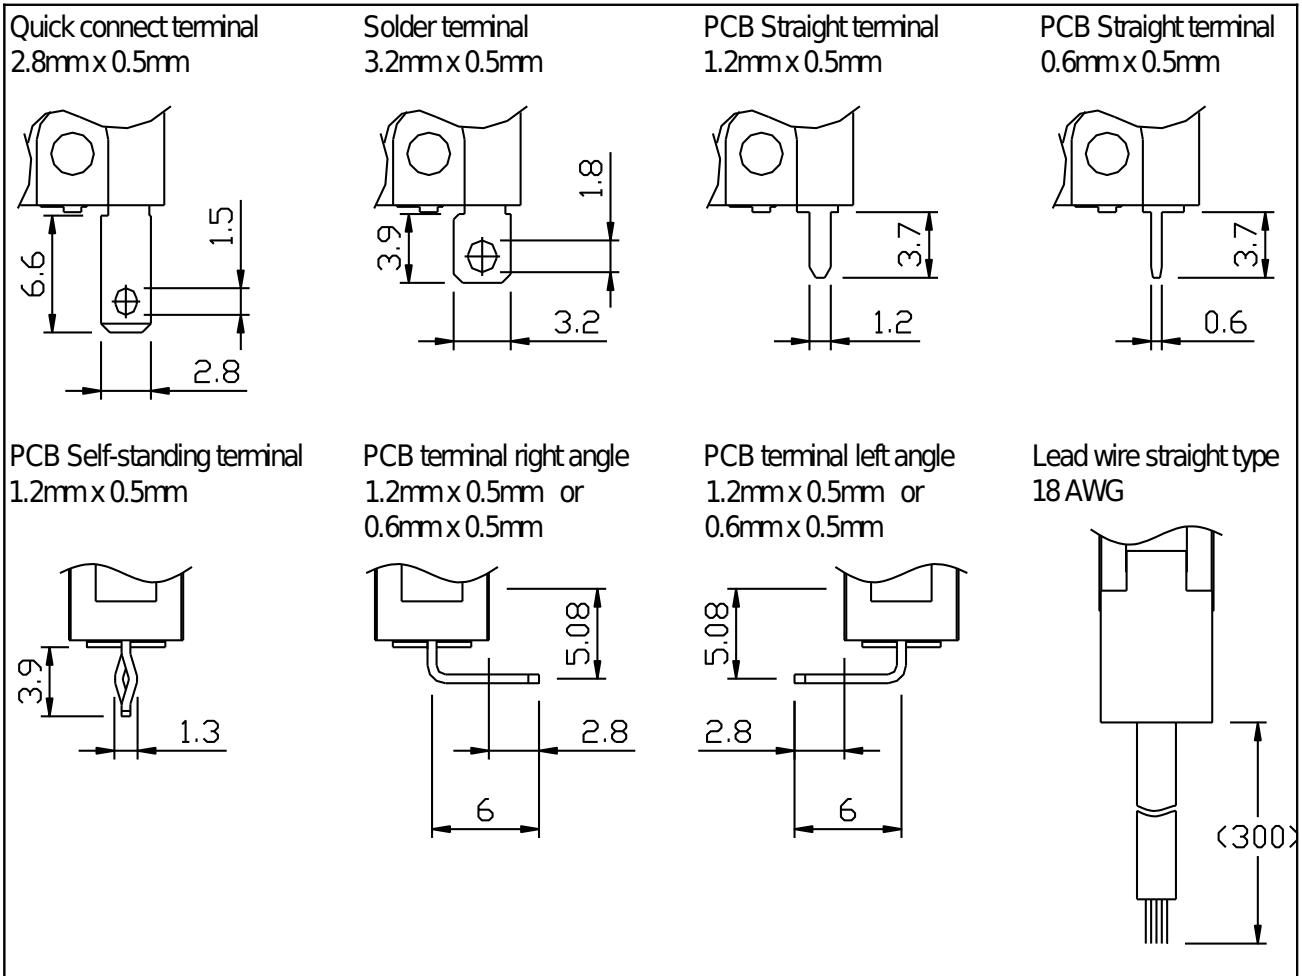 Quick connect terminal
2.8mm x 0.5mm
6.6
1.5
2.8
Solder terminal
3.2mm x 0.5mm
3.9
1.8
3.2
PCB Straight terminal
1.2mm x 0.5mm
3.7
1.2
PCB Straight terminal
0.6mm x 0.5mm
3.7
0.6
PCB Self-standing terminal
1.2mm x 0.5mm
3.9
1.3
PCB terminal right angle
1.2mm x 0.5mm or
0.6mm x 0.5mm
5.08
2.8
6
PCB terminal left angle
1.2mm x 0.5mm or
0.6mm x 0.5mm
5.08
2.8
6
Lead wire straight type
18 AWG
(300)